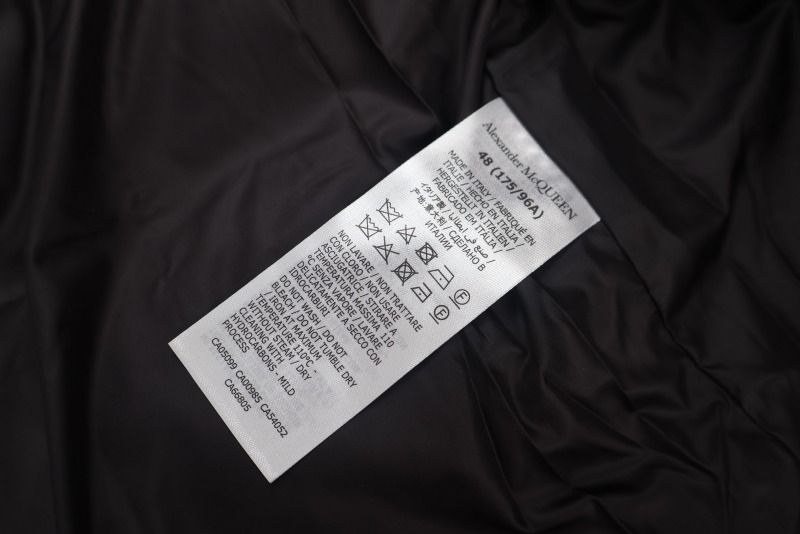 Alexander McQUEEN
48 (175/96A)
MADE IN ITALY / FABRIQUÉ EN
ITALIE / HECHO EN ITALIA /
HERGESTELLT IN ITALIEN /
FABRICADO EM ITALIA /
イタリア製 / صنع في ايطاليا /
产地:意大利 / СДЕЛАНО В
ИТАЛИИ
NON LAVARE / NON TRATTARE
CON CLORO / NON USARE
ASCIUGATRICE / STIRARE A
TEMPERATURA MASSIMA 110
°C SENZA VAPORE / LAVARE
DELICATAMENTE A SECCO CON
IDROCARBURI
DO NOT WASH / DO NOT
BLEACH / DO NOT TUMBLE DRY
/ IRON AT MAXIMUM
TEMPERATURE 110°C -
WITHOUT STEAM / DRY
CLEANING WITH
HYDROCARBONS - MILD
PROCESS
CA05099 CA00985 CA54052
CA66805